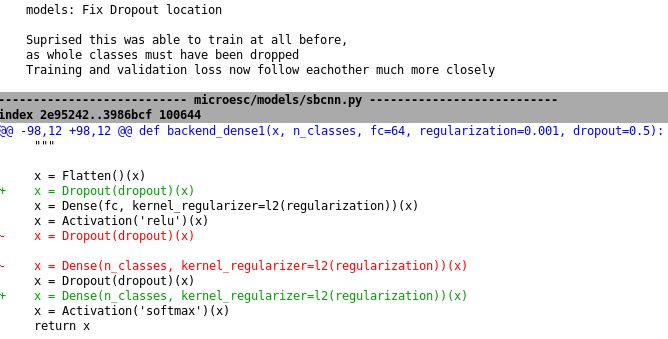 models: Fix Dropout location
Suprised this was able to train at all before,
as whole classes must have been dropped
Training and validation loss now follow eachother much more closely
--------------------------- microesc/models/sbcnn.py ---------------------------
index 2e95242..3986bcf 100644
@@ -98,12 +98,12 @@ def backend_dense1(x, n_classes, fc=64, regularization=0.001, dropout=0.5):
"""
x = Flatten()(x)
+    x = Dropout(dropout)(x)
x = Dense(fc, kernel_regularizer=l2(regularization))(x)
x = Activation('relu')(x)
-    x = Dropout(dropout)(x)
-
-    x = Dense(n_classes, kernel_regularizer=l2(regularization))(x)
x = Dropout(dropout)(x)
+    x = Dense(n_classes, kernel_regularizer=l2(regularization))(x)
x = Activation('softmax')(x)
return x